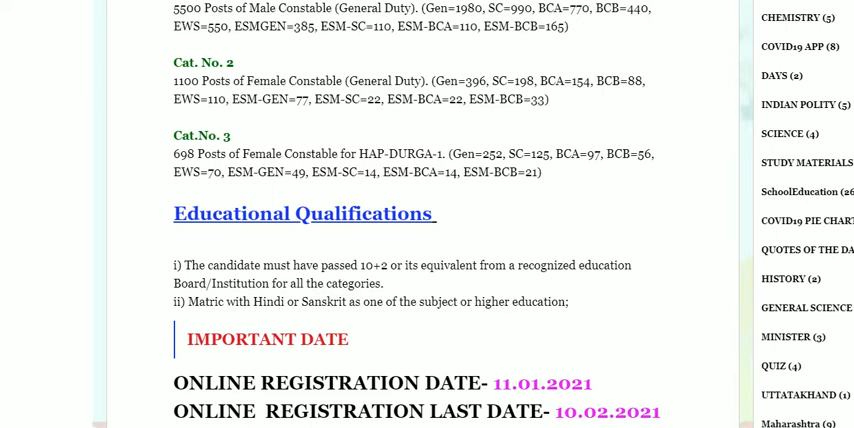 5500 Posts of Male Constable (General Duty). (Gen=1980, SC=990, BCA=770, BCB=440,
EWS=550, ESMGEN=385, ESM-SC=110, ESM-BCA=110, ESM-BCB=165)
Cat. No. 2
1100 Posts of Female Constable (General Duty). (Gen=396, SC=198, BCA=154, BCB=88,
EWS=110, ESM-GEN=77, ESM-SC=22, ESM-BCA=22, ESM-BCB=33)
Cat.No. 3
698 Posts of Female Constable for HAP-DURGA-1. (Gen=252, SC=125, BCA=97, BCB=56,
EWS=70, ESM-GEN=49, ESM-SC=14, ESM-BCA=14, ESM-BCB=21)
Educational Qualifications
i) The candidate must have passed 10+2 or its equivalent from a recognized education
Board/Institution for all the categories.
ii) Matric with Hindi or Sanskrit as one of the subject or higher education;
IMPORTANT DATE
ONLINE REGISTRATION DATE- 11.01.2021
ONLINE REGISTRATION LAST DATE- 10.02.2021
CHEMISTRY (5)
COVID19 APP (8)
DAYS (2)
INDIAN POLITY (5)
SCIENCE (4)
STUDY MATERIALS
SchoolEducation (26
COVID19 PIE CHART
QUOTES OF THE DA
HISTORY (2)
GENERAL SCIENCE
MINISTER (3)
QUIZ (4)
UTTATAKHAND (1)
Maharashtra (9)